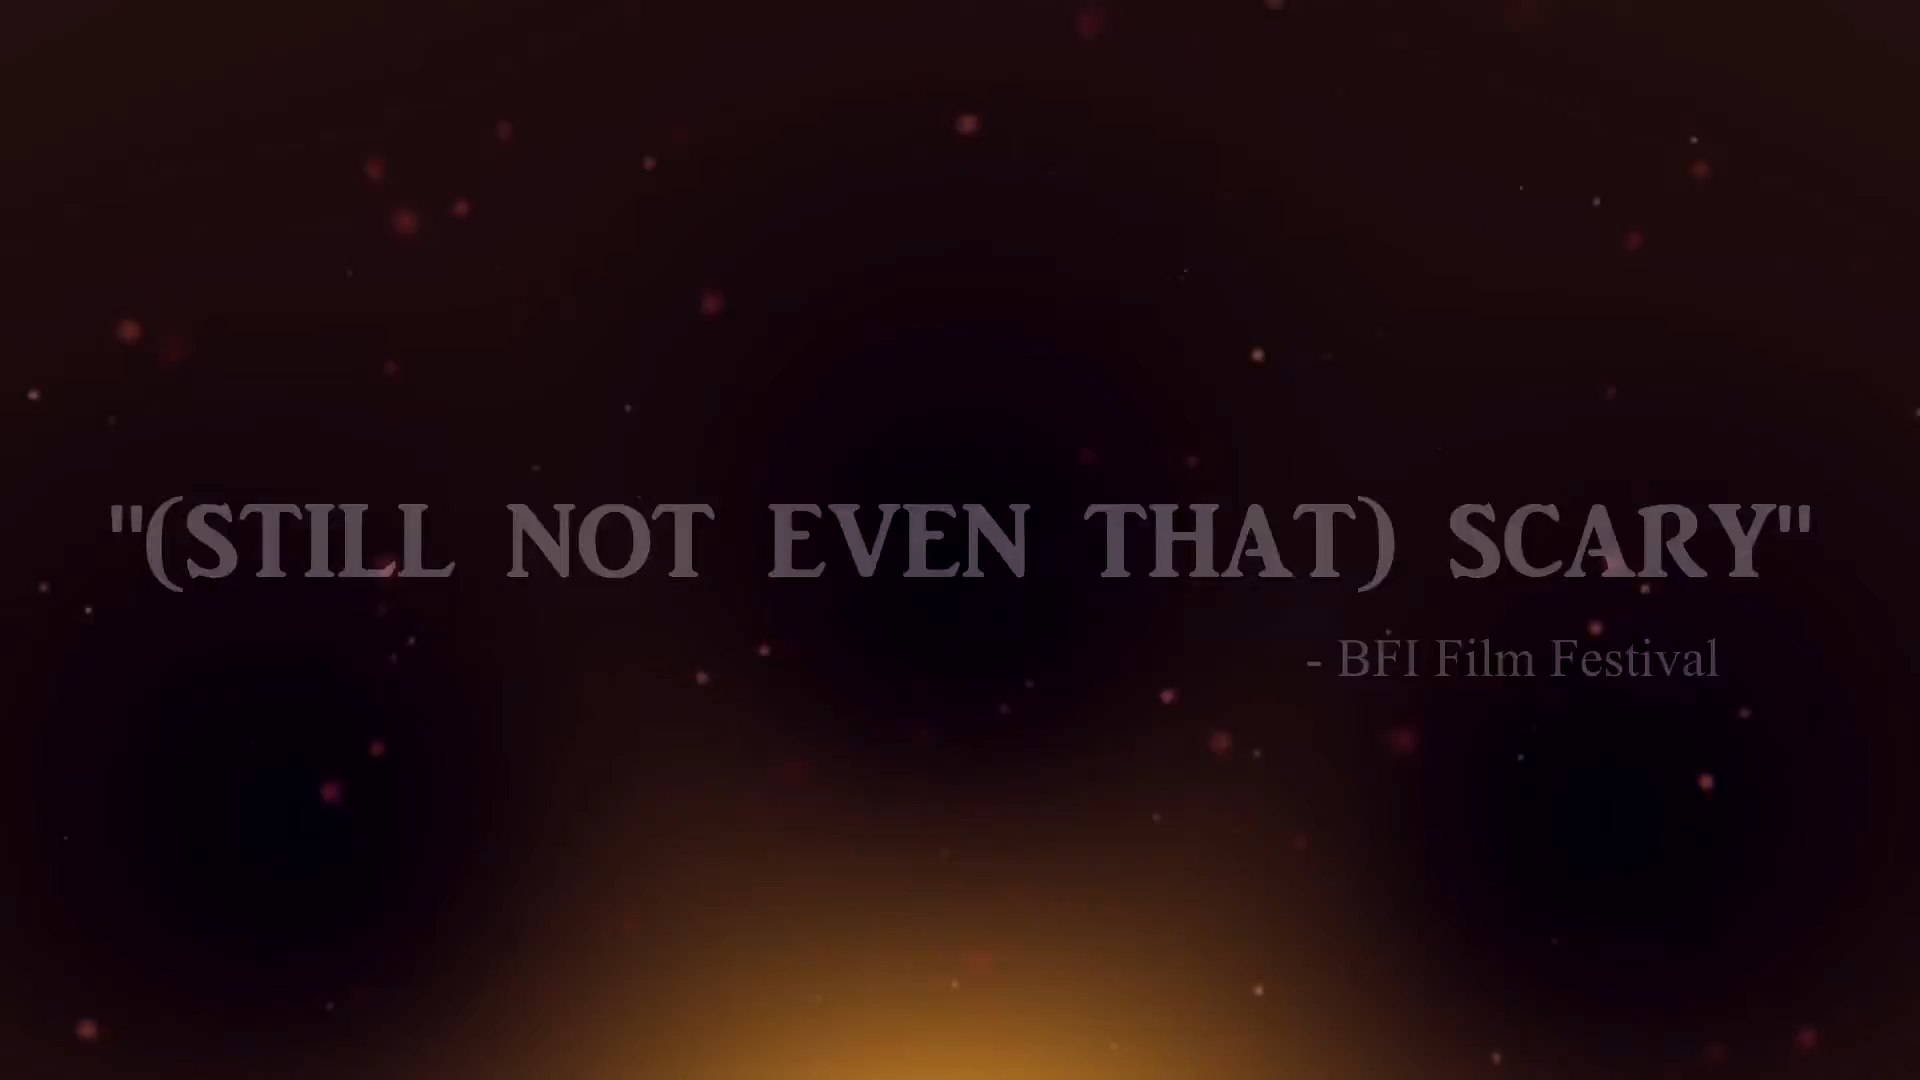 "(STILL NOT EVEN THAT) SCARY"
- BFI Film Festival